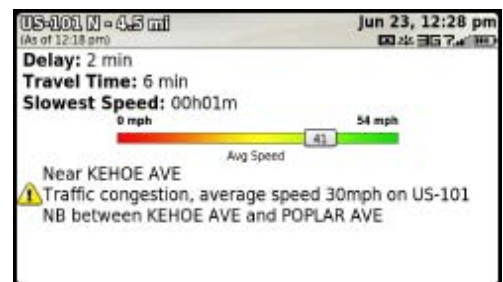 US-101 N - 4.5 mi
Jun 23, 12:28 pm
(As of 12:18 pm)
3G
Delay: 2 min
Travel Time: 6 min
Slowest Speed: 00h01m
0 mph
54 mph
41
Avg Speed
Near KEHOE AVE
Traffic congestion, average speed 30mph on US-101
NB between KEHOE AVE and POPLAR AVE